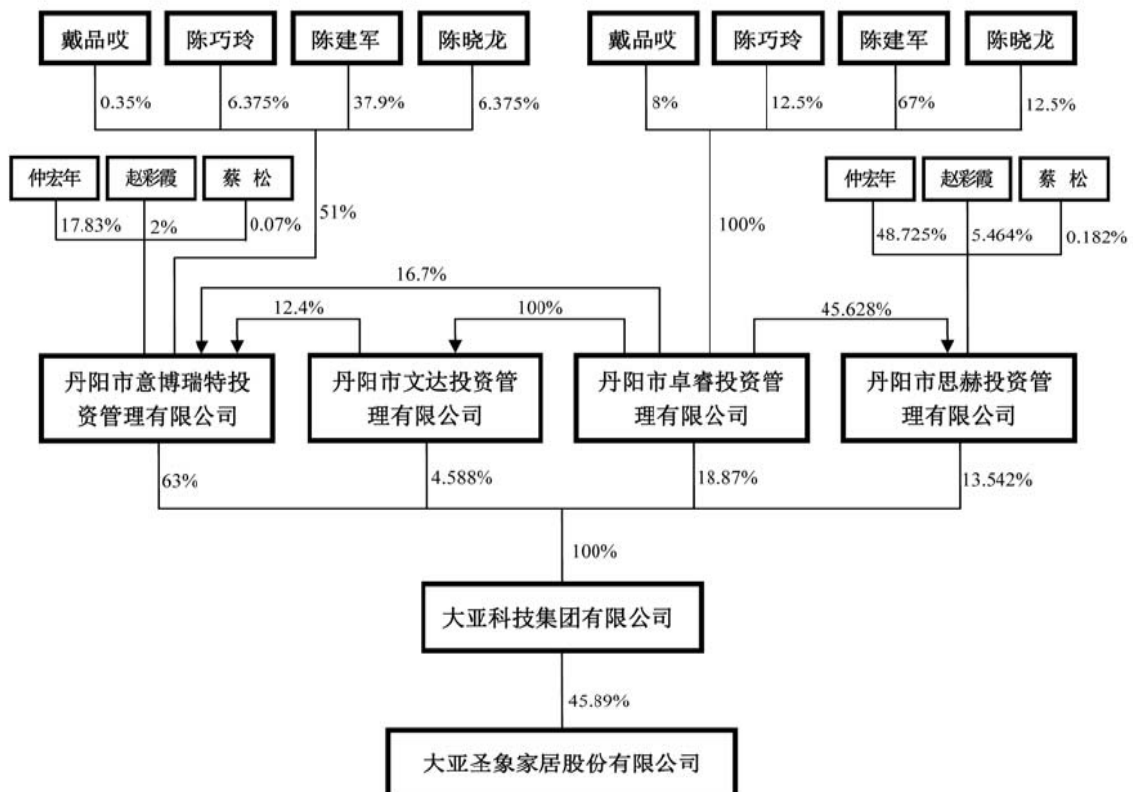 戴品哎 陈巧玲 陈建军 陈晓龙 戴品哎 陈巧玲 陈建军 陈晓龙
0.35% 6.375% 37.9% 6.375% 8% 12.5% 67% 12.5%
仲宏年 赵彩霞 蔡 松 仲宏年 赵彩霞 蔡 松
17.83% 2% 0.07% 51% 100% 48.725% 5.464% 0.182%
16.7%
12.4% 100% 45.628%
丹阳市意博瑞特投
资管理有限公司
丹阳市文达投资管
理有限公司
丹阳市卓睿投资管
理有限公司
丹阳市思赫投资管
理有限公司
63% 4.588% 18.87% 13.542%
100%
大亚科技集团有限公司
45.89%
大亚圣象家居股份有限公司